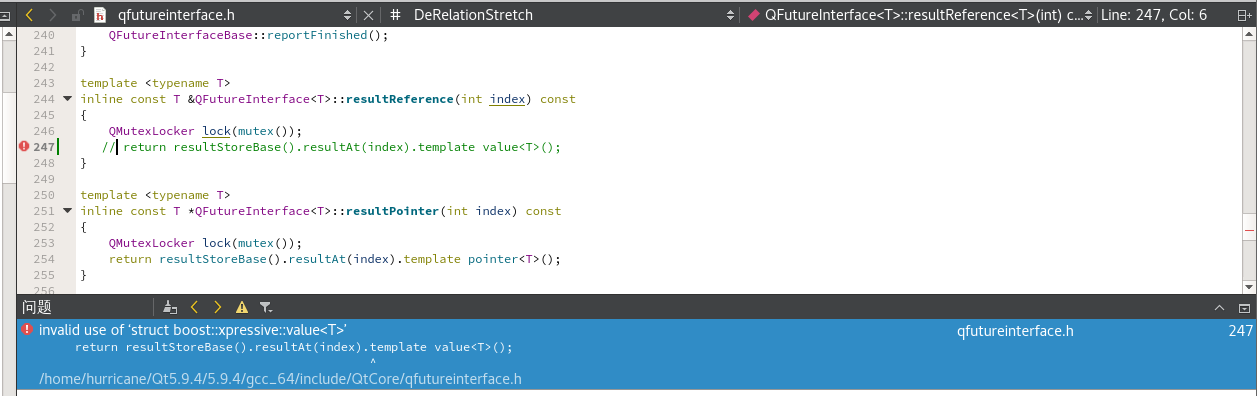 qfutureinterface.h # DeRelationStretch QFutureInterface<T>::resultReference<T>(int) c... Line: 247, Col: 6
240 QFutureInterfaceBase::reportFinished();
241 }
242
243 template <typename T>
244 inline const T &QFutureInterface<T>::resultReference(int index) const
245 {
246 QMutexLocker lock(mutex());
247 // return resultStoreBase().resultAt(index).template value<T>();
248 }
249
250 template <typename T>
251 inline const T *QFutureInterface<T>::resultPointer(int index) const
252 {
253 QMutexLocker lock(mutex());
254 return resultStoreBase().resultAt(index).template pointer<T>();
255 }
256
问题
invalid use of ‘struct boost::xpressive::value<T>’ qfutureinterface.h 247
return resultStoreBase().resultAt(index).template value<T>();
^
/home/hurricane/Qt5.9.4/5.9.4/gcc_64/include/QtCore/qfutureinterface.h